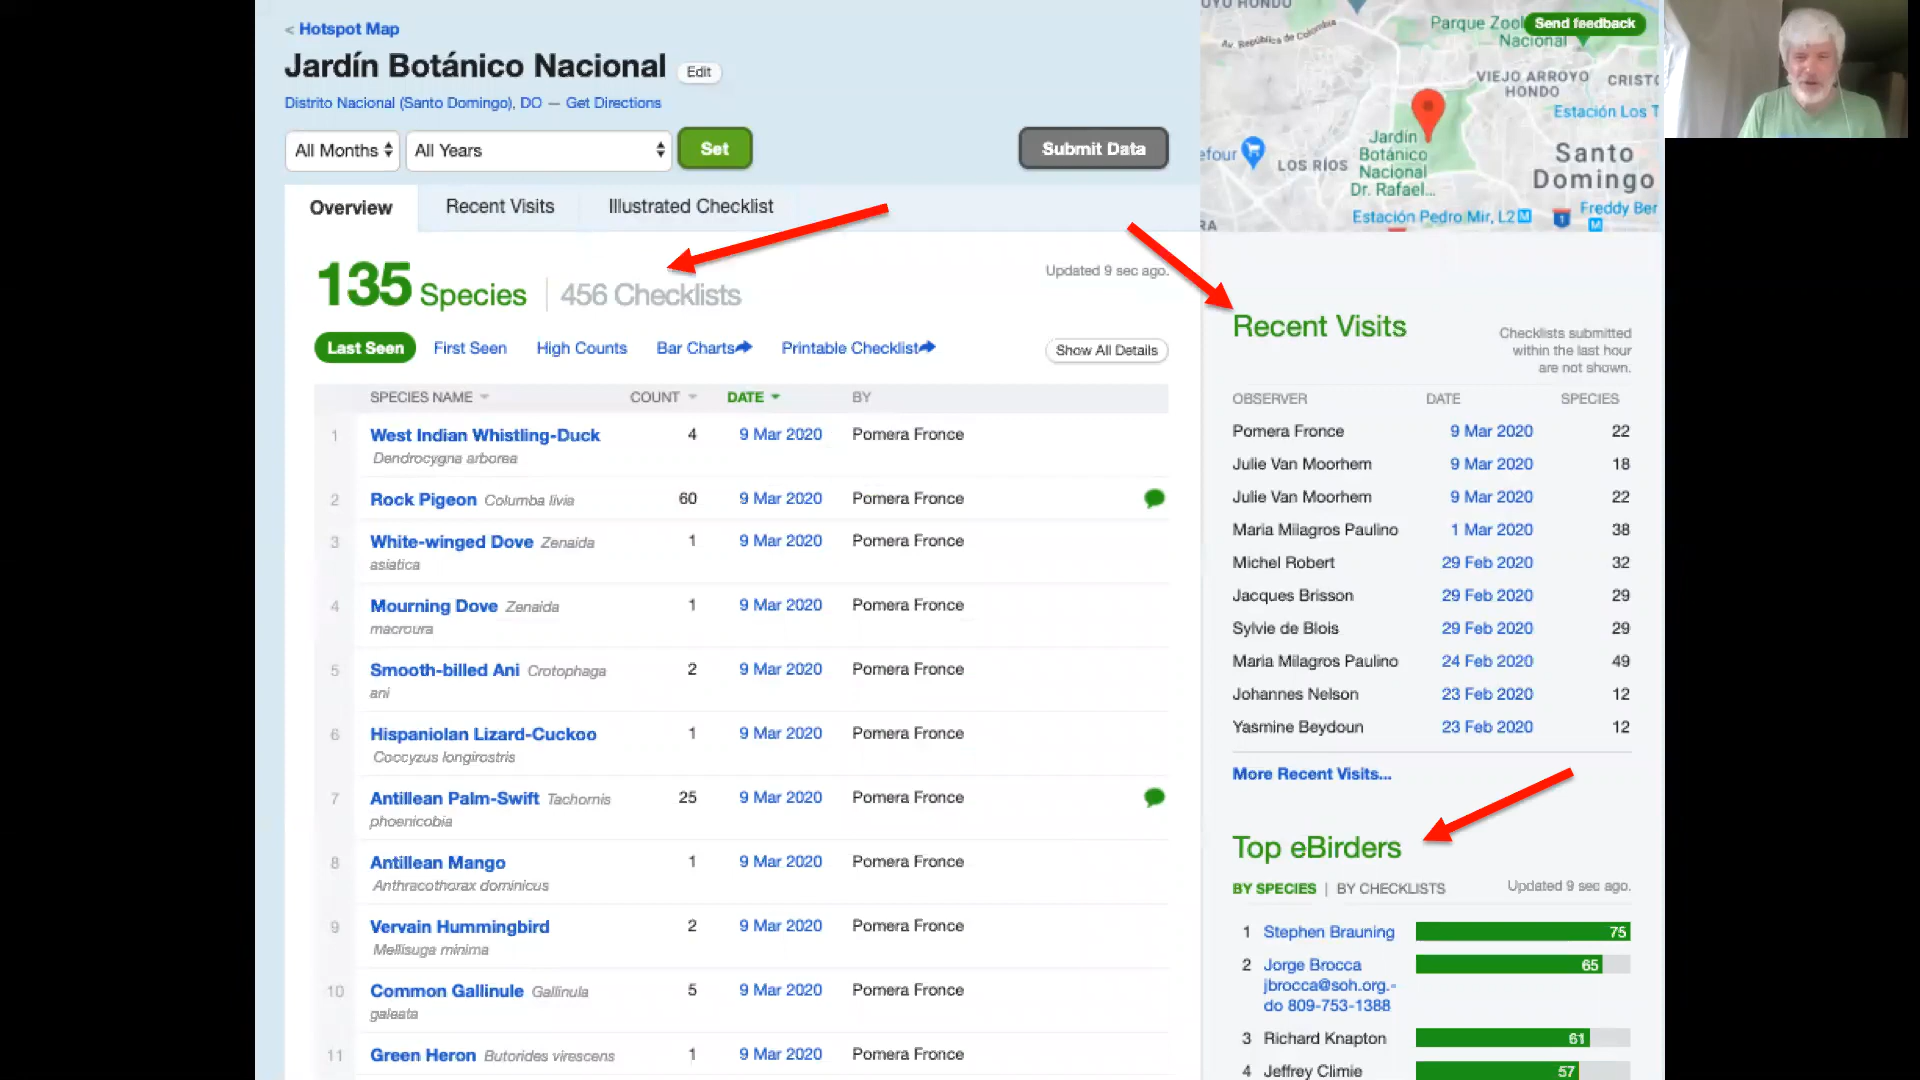 < Hotspot Map
Jardín Botánico Nacional
Edit
Distrito Nacional (Santo Domingo), DO — Get Directions
All Months
All Years
Set
Submit Data
Overview
Recent Visits
Illustrated Checklist
135 Species
456 Checklists
Updated 9 sec ago.
Last Seen
First Seen
High Counts
Bar Charts
Printable Checklist
Show All Details
SPECIES NAME COUNT DATE BY
1 West Indian Whistling-Duck 4 9 Mar 2020 Pomera Fronce
Dendrocygna arborea
2 Rock Pigeon Columba livia 60 9 Mar 2020 Pomera Fronce
3 White-winged Dove Zenaida 1 9 Mar 2020 Pomera Fronce
asiatica
4 Mourning Dove Zenaida 1 9 Mar 2020 Pomera Fronce
macroura
5 Smooth-billed Ani Crotophaga 2 9 Mar 2020 Pomera Fronce
ani
6 Hispaniolan Lizard-Cuckoo 1 9 Mar 2020 Pomera Fronce
Coccyzus longirostris
7 Antillean Palm-Swift Tachornis 25 9 Mar 2020 Pomera Fronce
phoenicobia
8 Antillean Mango 1 9 Mar 2020 Pomera Fronce
Anthracothorax dominicus
9 Vervain Hummingbird 2 9 Mar 2020 Pomera Fronce
Mellisuga minima
10 Common Gallinule Gallinula 5 9 Mar 2020 Pomera Fronce
galeata
11 Green Heron Butorides virescens 1 9 Mar 2020 Pomera Fronce
OYO HONDO
Av. República de Colombia
Parque Zool
Nacional
Send feedback
VIEJO ARROYO
HONDO
CRISTO
Estación Los T
efour
LOS RÍOS
Jardín
Botánico
Nacional
Dr. Rafael...
Santo
Domingo
Estación Pedro Mir, L2 M
1
Freddy Ber
M
RA
Recent Visits
Checklists submitted
within the last hour
are not shown.
OBSERVER DATE SPECIES
Pomera Fronce 9 Mar 2020 22
Julie Van Moorhem 9 Mar 2020 18
Julie Van Moorhem 9 Mar 2020 22
Maria Milagros Paulino 1 Mar 2020 38
Michel Robert 29 Feb 2020 32
Jacques Brisson 29 Feb 2020 29
Sylvie de Blois 29 Feb 2020 29
Maria Milagros Paulino 24 Feb 2020 49
Johannes Nelson 23 Feb 2020 12
Yasmine Beydoun 23 Feb 2020 12
More Recent Visits...
Top eBirders
BY SPECIES | BY CHECKLISTS
Updated 9 sec ago.
1 Stephen Brauning 75
2 Jorge Brocca 65
jbrocca@soh.org.-
do 809-753-1388
3 Richard Knapton 61
4 Jeffrey Climie 57